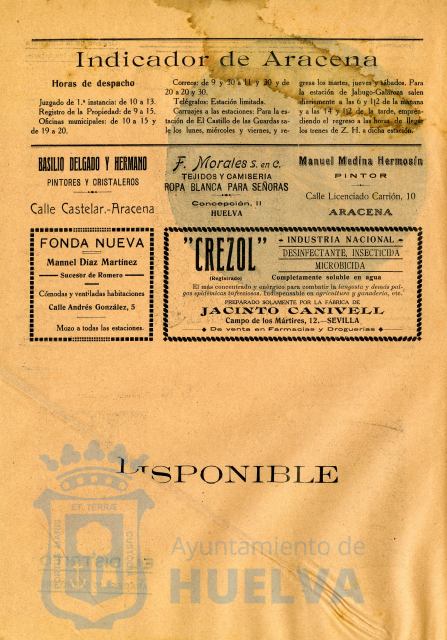 Indicador de Aracena
Horas de despacho
Juzgado de 1.ª instancia: de 10 a 13.
Registro de la Propiedad: de 9 a 15.
Oficinas municipales: de 10 a 15 y
de 19 a 20.
Correos: de 9 y 30 a 11 y 30 y de
20 a 20 y 30.
Telégrafos: Estación limitada.
Carruajes a las estaciones: Para la es-
tación de El Castillo de las Guardas sa-
le los lunes, miércoles y viernes, y re-
gresa los martes, jueves y sábados. Para
la estación de Jabugo-Galaroza salen
diariamente a las 6 y 1|2 de la mañana
y a las 14 y 1|2 de la tarde, empren-
diendo el regreso a las horas de llegar
los trenes de Z. H. a dicha estación.
BASILIO DELGADO Y HERMANO
PINTORES Y CRISTALEROS
Calle Castelar.-Aracena
F. Morales S. en C.
TEJIDOS Y CAMISERIA
ROPA BLANCA PARA SEÑORAS
Concepción, 11
HUELVA
Manuel Medina Hermosín
PINTOR
Calle Licenciado Carrión, 10
ARACENA
FONDA NUEVA
Manuel Díaz Martínez
Sucesor de Romero
Cómodas y ventiladas habitaciones
Calle Andrés González, 5
Mozo a todas las estaciones.
"CREZOL"
(Registrado)
- INDUSTRIA NACIONAL -
DESINFECTANTE, INSECTICIDA
MICROBICIDA
Completamente soluble en agua
El más concentrado y enérgico para combatir la langosta y demás pla-
gas epidémicas infecciosas. Indispensable en agricultura y ganadería, etc.
PREPARADO SOLAMENTE POR LA FÁBRICA DE
JACINTO CANIVELL
Campo de los Mártires, 12.—SEVILLA
De venta en Farmacias y Droguerías
DISPONIBLE
Ayuntamiento de
HUELVA